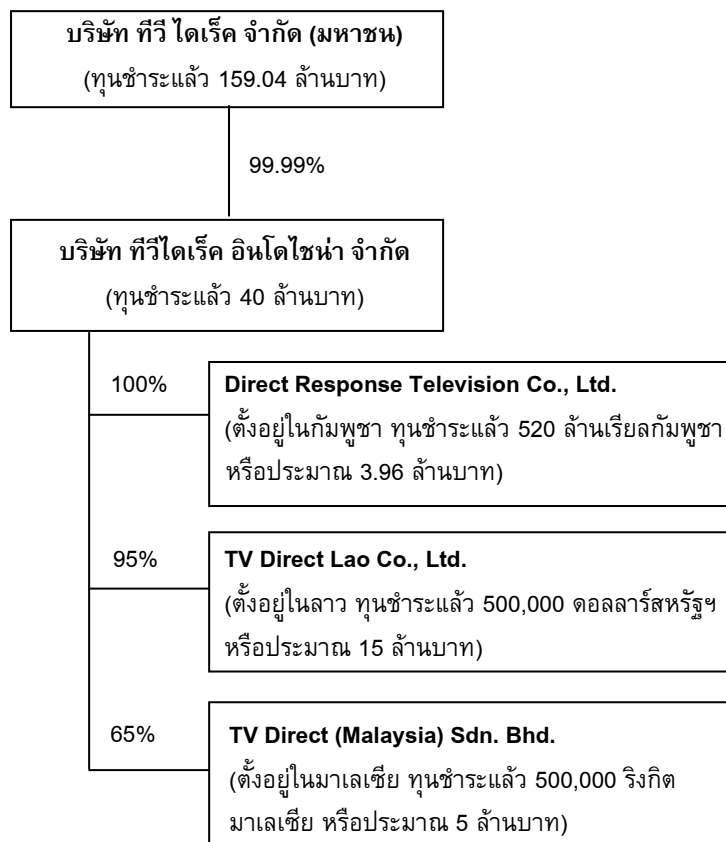 บริษัท ทีวี ไดเร็ค จำกัด (มหาชน)
(ทุนชำระแล้ว 159.04 ล้านบาท)
99.99%
บริษัท ทีวีไดเร็ค อินโดไชน่า จำกัด
(ทุนชำระแล้ว 40 ล้านบาท)
100%
Direct Response Television Co., Ltd.
(ตั้งอยู่ในกัมพูชา ทุนชำระแล้ว 520 ล้านเรียลกัมพูชา
หรือประมาณ 3.96 ล้านบาท)
95%
TV Direct Lao Co., Ltd.
(ตั้งอยู่ในลาว ทุนชำระแล้ว 500,000 ดอลลาร์สหรัฐฯ
หรือประมาณ 15 ล้านบาท)
65%
TV Direct (Malaysia) Sdn. Bhd.
(ตั้งอยู่ในมาเลเซีย ทุนชำระแล้ว 500,000 ริงกิต
มาเลเซีย หรือประมาณ 5 ล้านบาท)